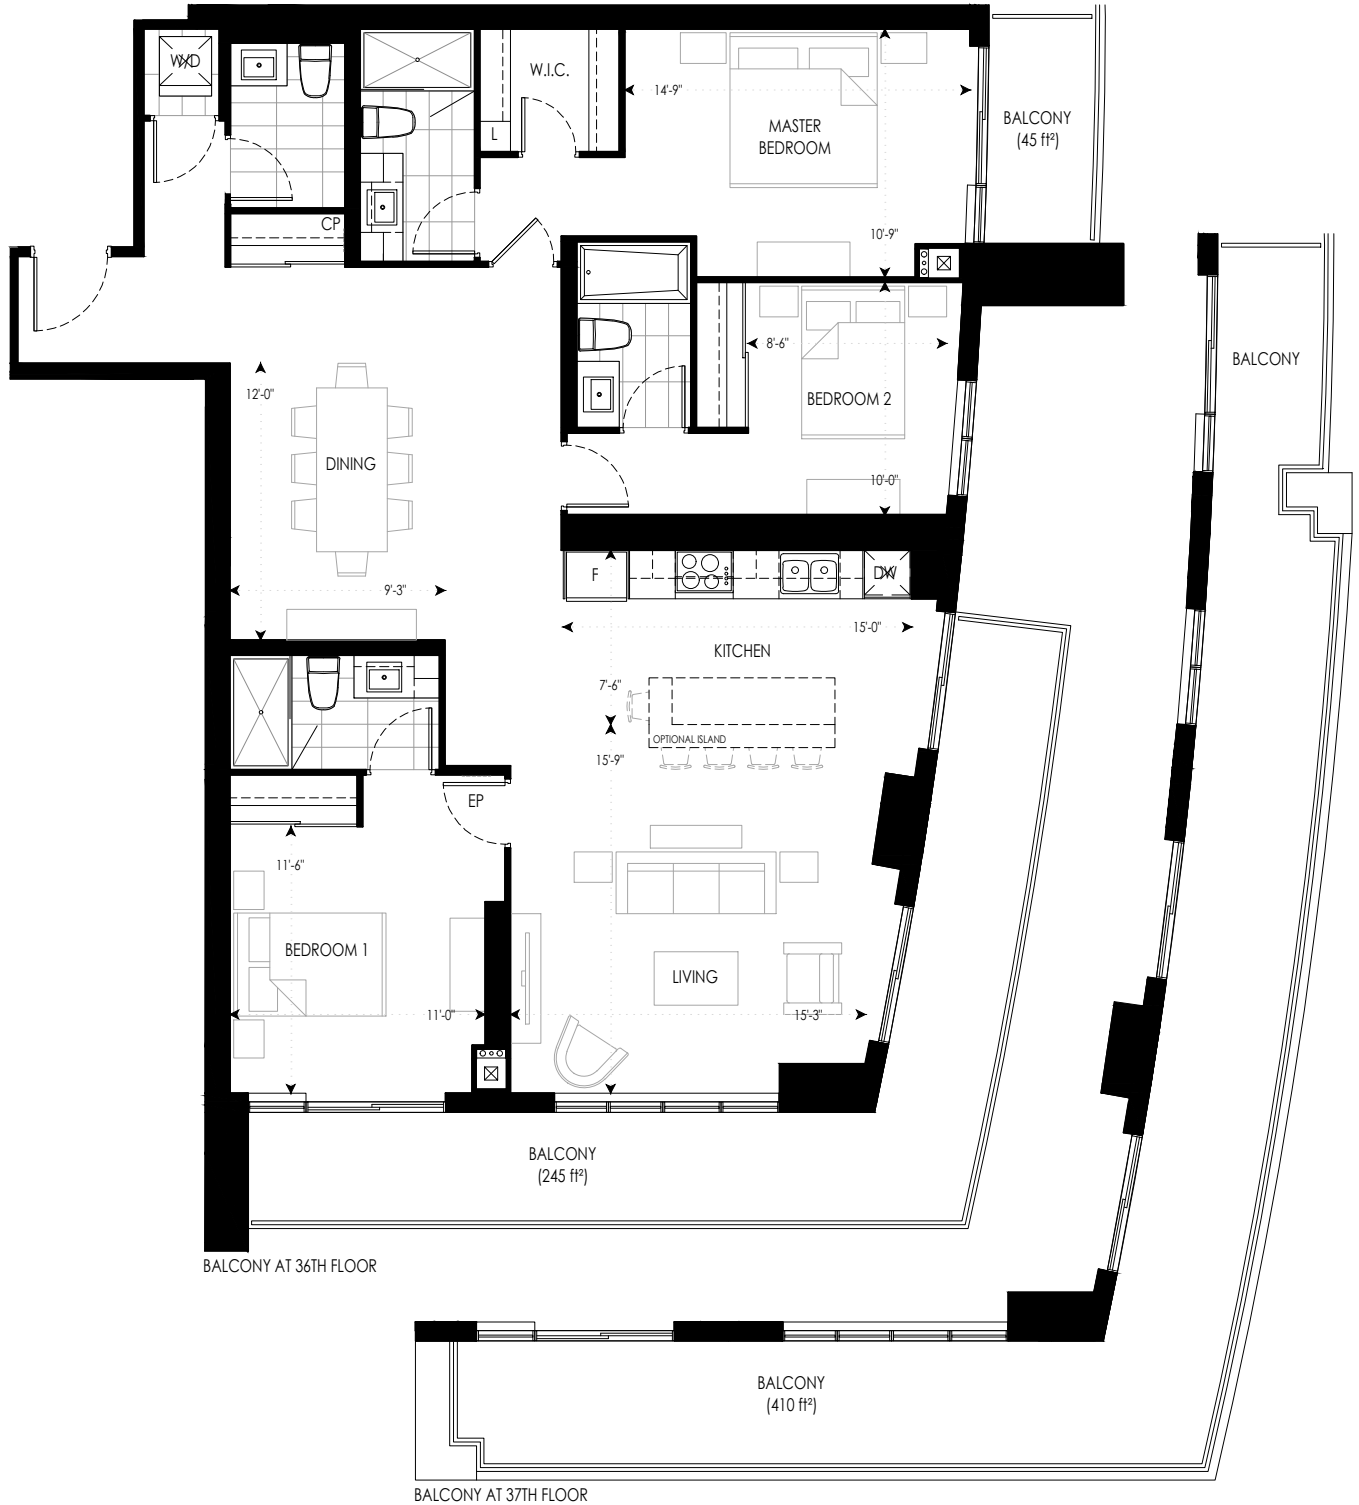 W/D
W.I.C.
L
14'-9"
MASTER
BEDROOM
BALCONY
(45 ft²)
CP
10'-9"
8'-6"
BEDROOM 2
BALCONY
12'-0"
DINING
10'-0"
9'-3"
F
DW
15'-0"
KITCHEN
7'-6"
OPTIONAL ISLAND
15'-9"
EP
11'-6"
BEDROOM 1
LIVING
11'-0"
15'-3"
BALCONY
(245 ft²)
BALCONY AT 36TH FLOOR
BALCONY
(410 ft²)
BALCONY AT 37TH FLOOR